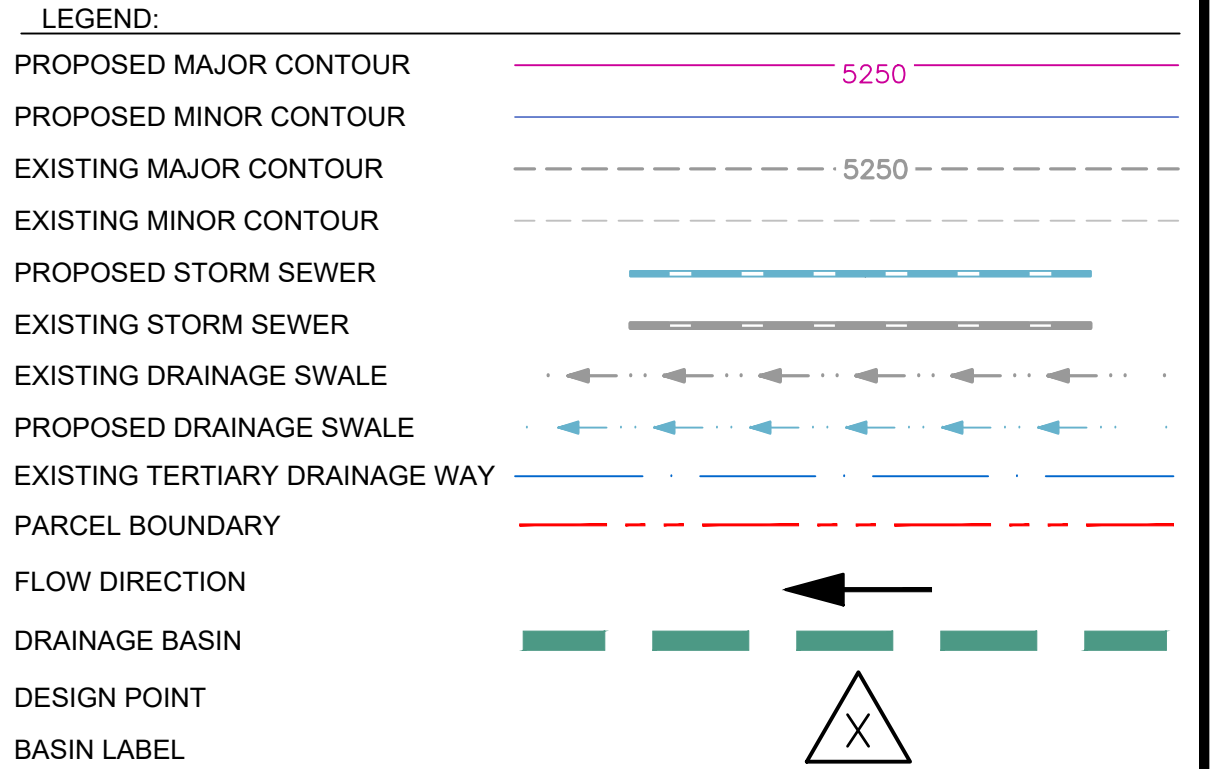 LEGEND:
PROPOSED MAJOR CONTOUR 5250
PROPOSED MINOR CONTOUR
EXISTING MAJOR CONTOUR 5250
EXISTING MINOR CONTOUR
PROPOSED STORM SEWER
EXISTING STORM SEWER
EXISTING DRAINAGE SWALE
PROPOSED DRAINAGE SWALE
EXISTING TERTIARY DRAINAGE WAY
PARCEL BOUNDARY
FLOW DIRECTION
DRAINAGE BASIN
DESIGN POINT
X
BASIN LABEL